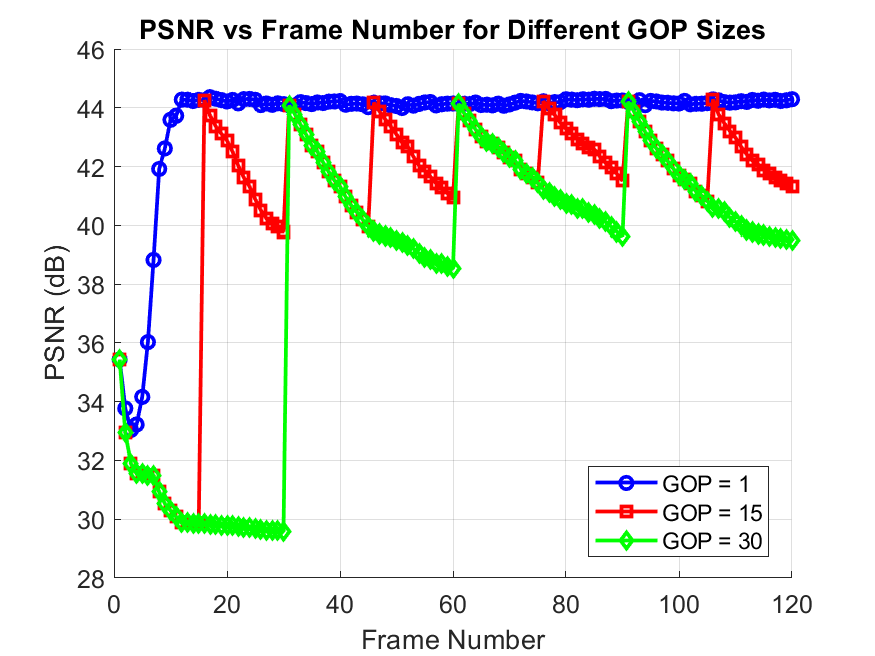 PSNR vs Frame Number for Different GOP Sizes
46
44
42
40
38
36
34
32
30
28
PSNR (dB)
GOP = 1
GOP = 15
GOP = 30
0 20 40 60 80 100 120
Frame Number